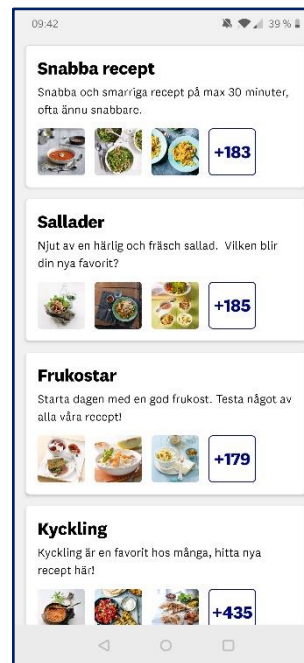 09:42
39 %
Snabba recept
Snabba och smarriga recept på max 30 minuter,
ofta ännu snabbare.
+183
Sallader
Njut av en härlig och fräsch sallad. Vilken blir
din nya favorit?
+185
Frukostar
Starta dagen med en god frukost. Testa något av
alla våra recept!
+179
Kyckling
Kyckling är en favorit hos många, hitta nya
recept här!
+435